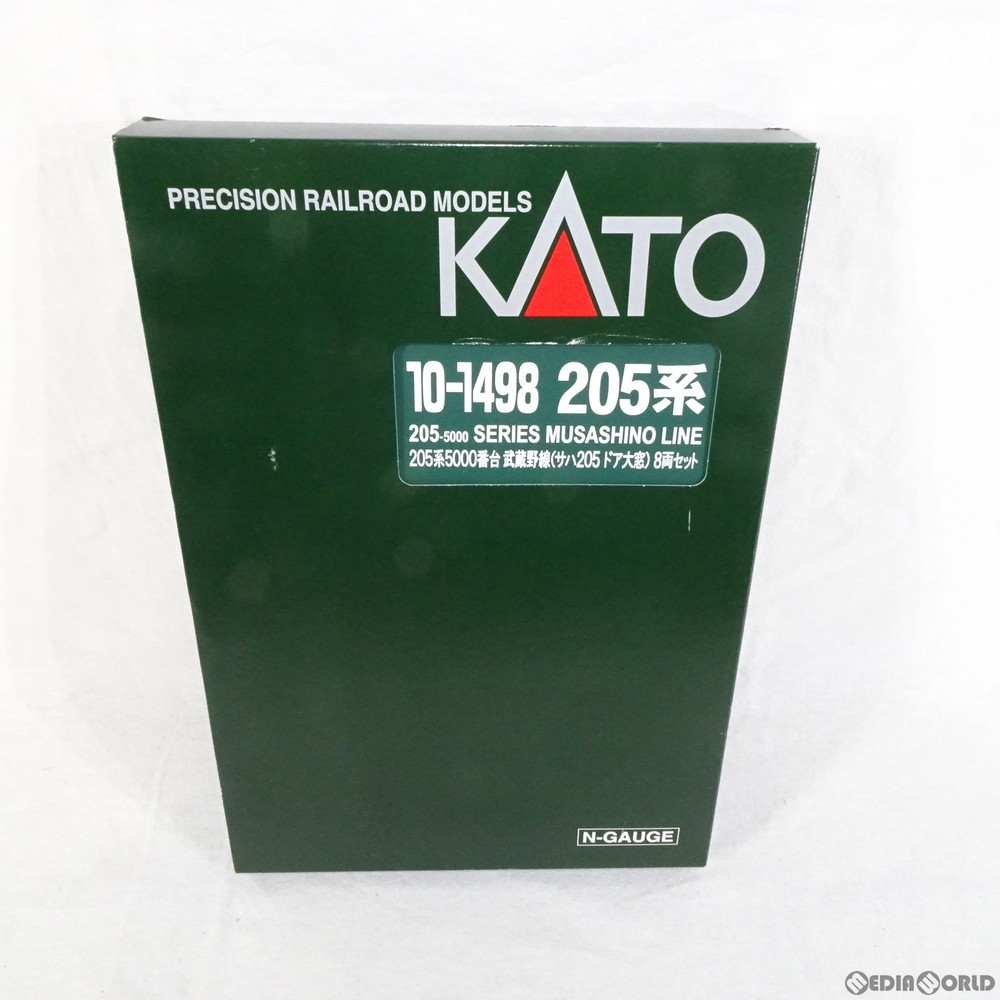 PRECISION RAILROAD MODELS
KATO
10-1498 205系
205-5000 SERIES MUSASHINO LINE
205系5000番台 武蔵野線(サハ205 ドア大窓) 8両セット
N-GAUGE
MEDIAWORLD